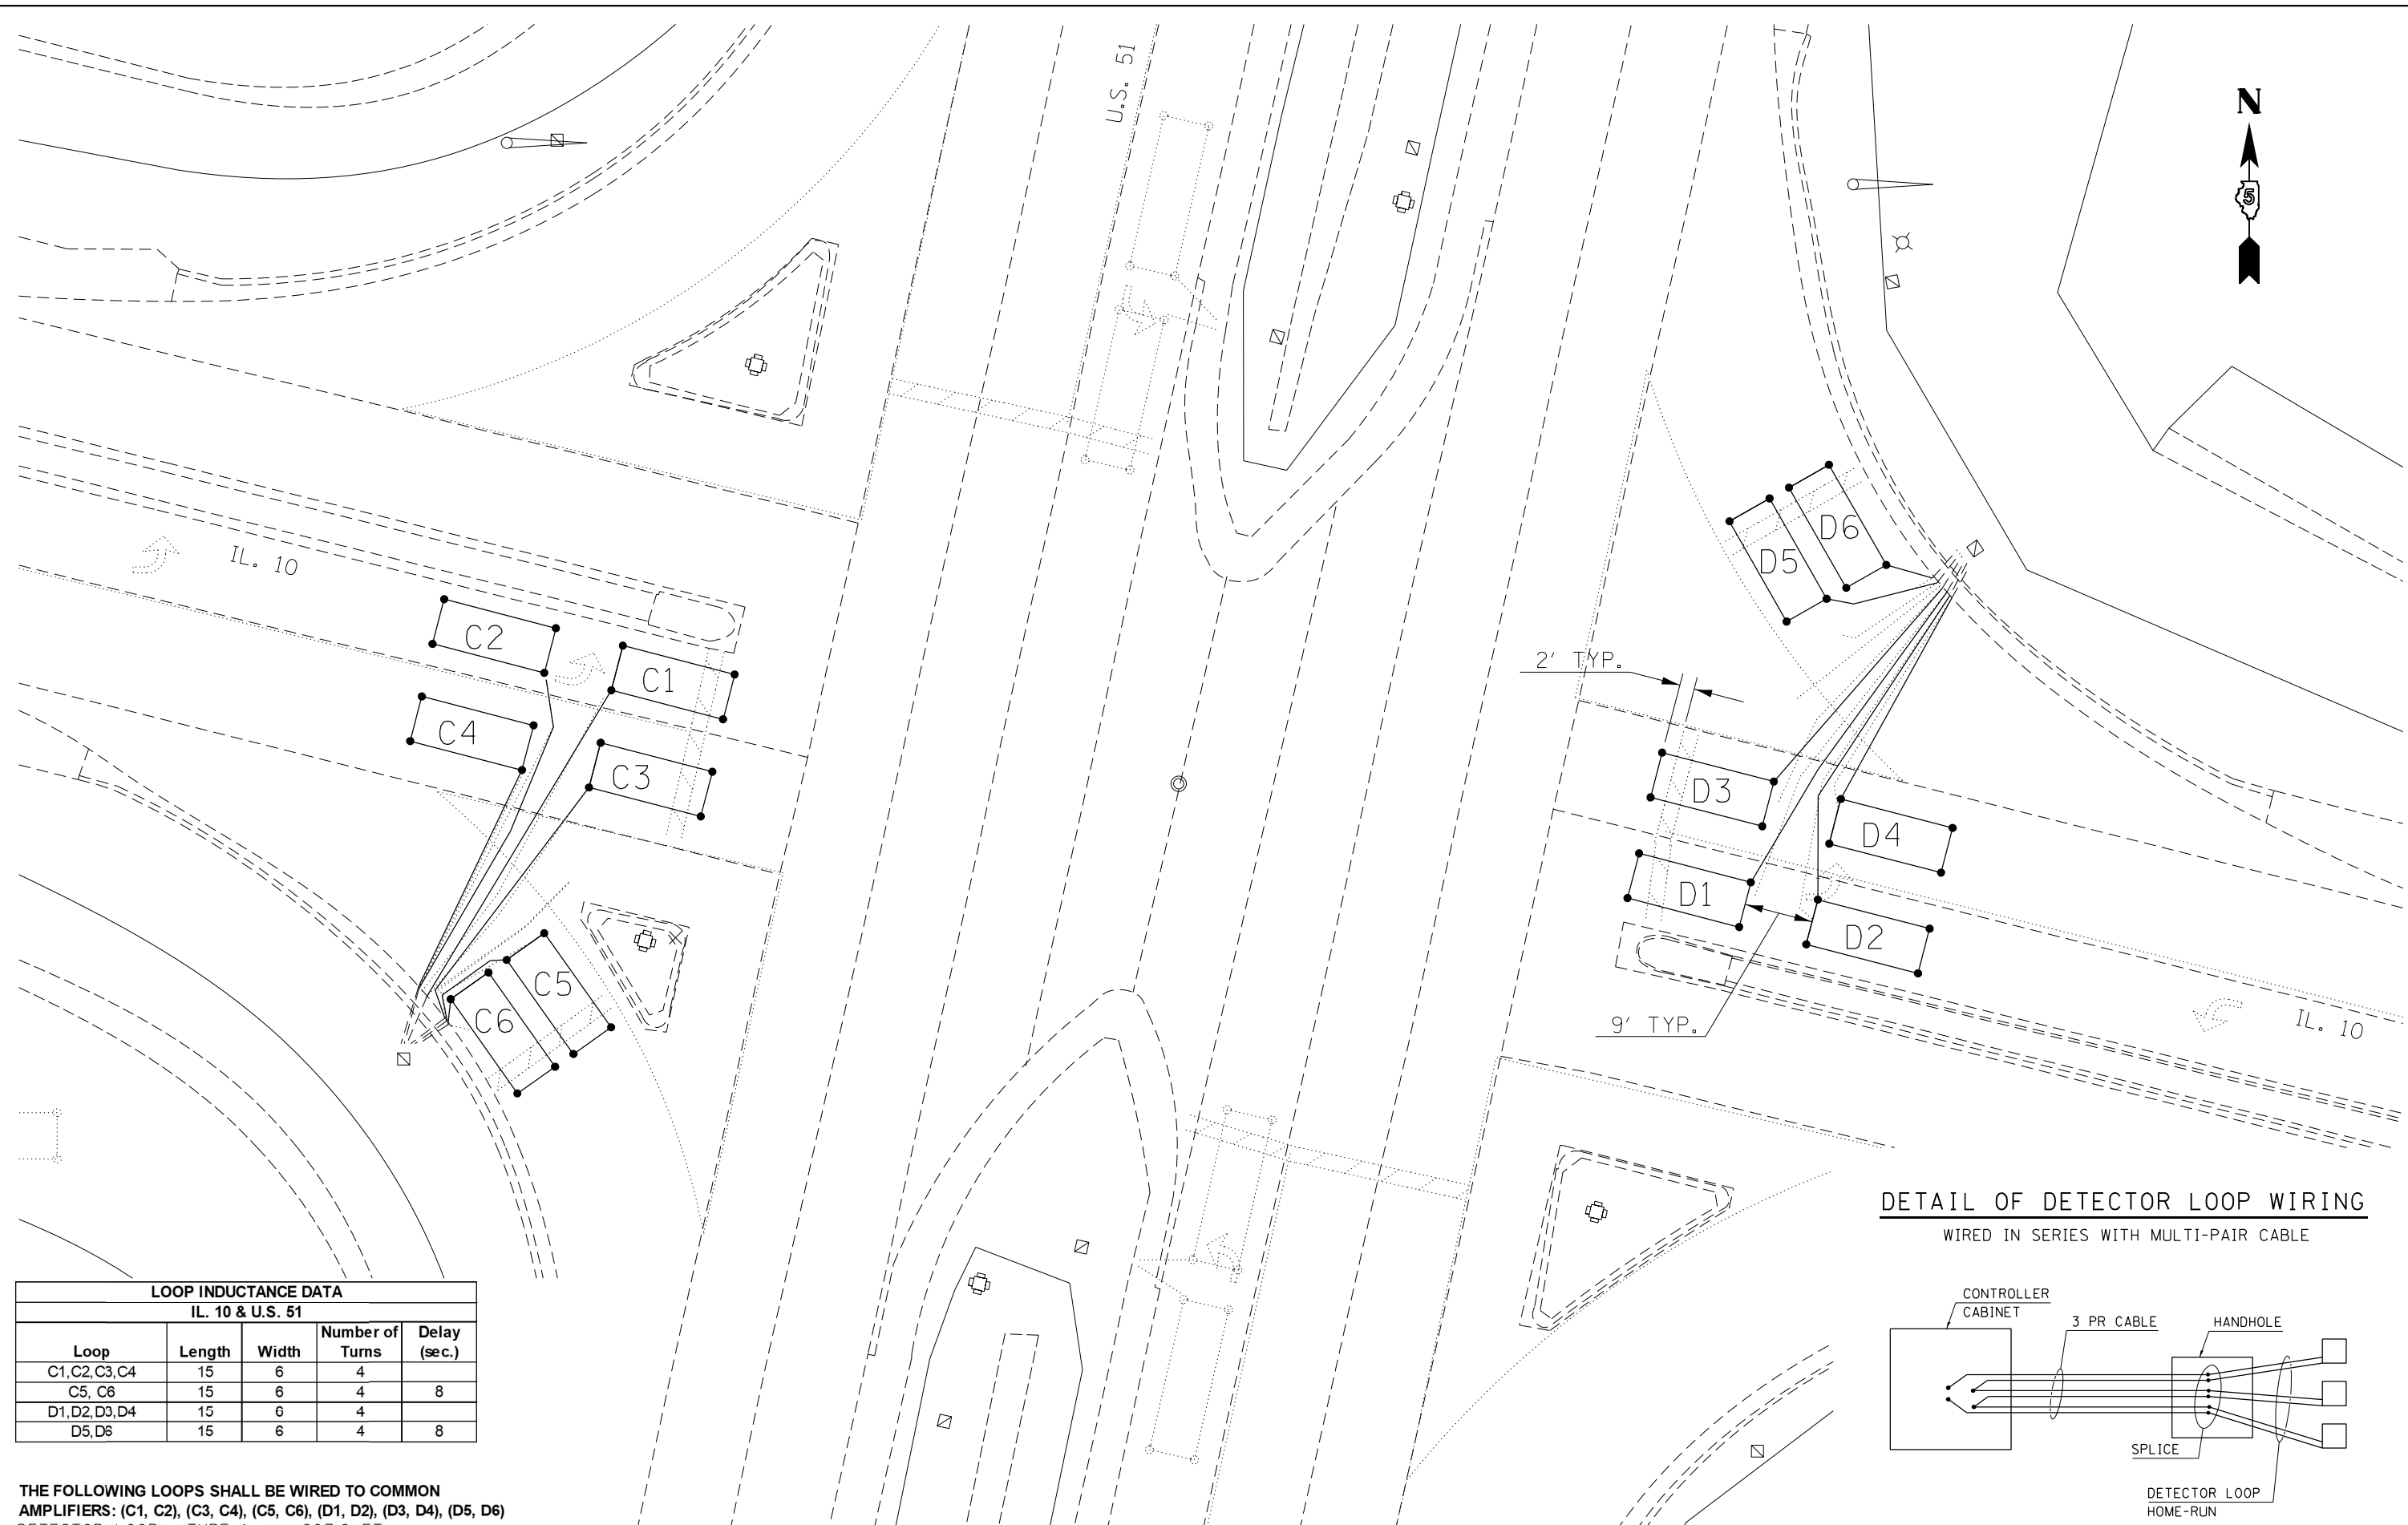 U.S. 51
N
5
IL. 10
C2
C1
C4
C3
C5
C6
D6
D5
2' TYP.
D3
D4
D1
D2
9' TYP.
IL. 10
DETAIL OF DETECTOR LOOP WIRING
WIRED IN SERIES WITH MULTI-PAIR CABLE
CONTROLLER
CABINET
3 PR CABLE
HANDHOLE
SPLICE
DETECTOR LOOP
HOME-RUN
LOOP INDUCTANCE DATA
IL. 10 & U.S. 51
Loop Length Width Number of Turns Delay (sec.)
C1,C2,C3,C4 15 6 4
C5, C6 15 6 4 8
D1,D2,D3,D4 15 6 4
D5,D6 15 6 4 8
THE FOLLOWING LOOPS SHALL BE WIRED TO COMMON
AMPLIFIERS: (C1, C2), (C3, C4), (C5, C6), (D1, D2), (D3, D4), (D5, D6)